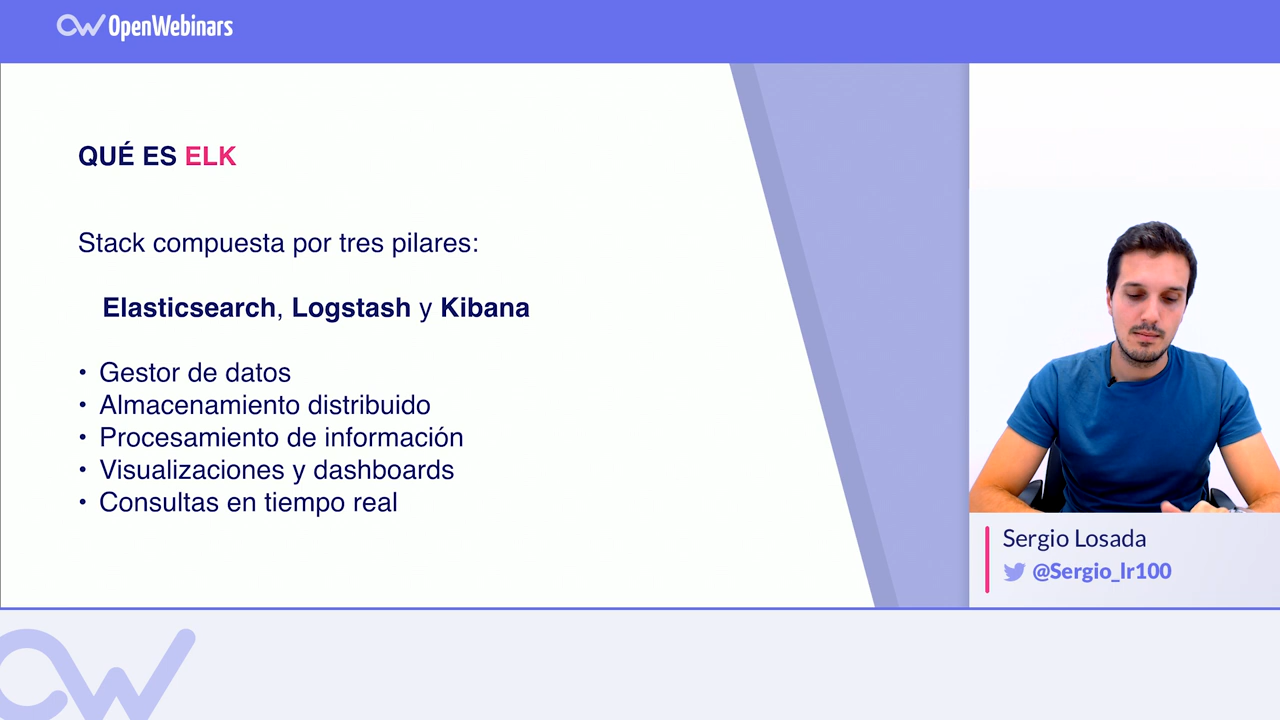 OpenWebinars
QUÉ ES ELK
Stack compuesta por tres pilares:
Elasticsearch, Logstash y Kibana
• Gestor de datos
• Almacenamiento distribuido
• Procesamiento de información
• Visualizaciones y dashboards
• Consultas en tiempo real
Sergio Losada
@Sergio_lr100